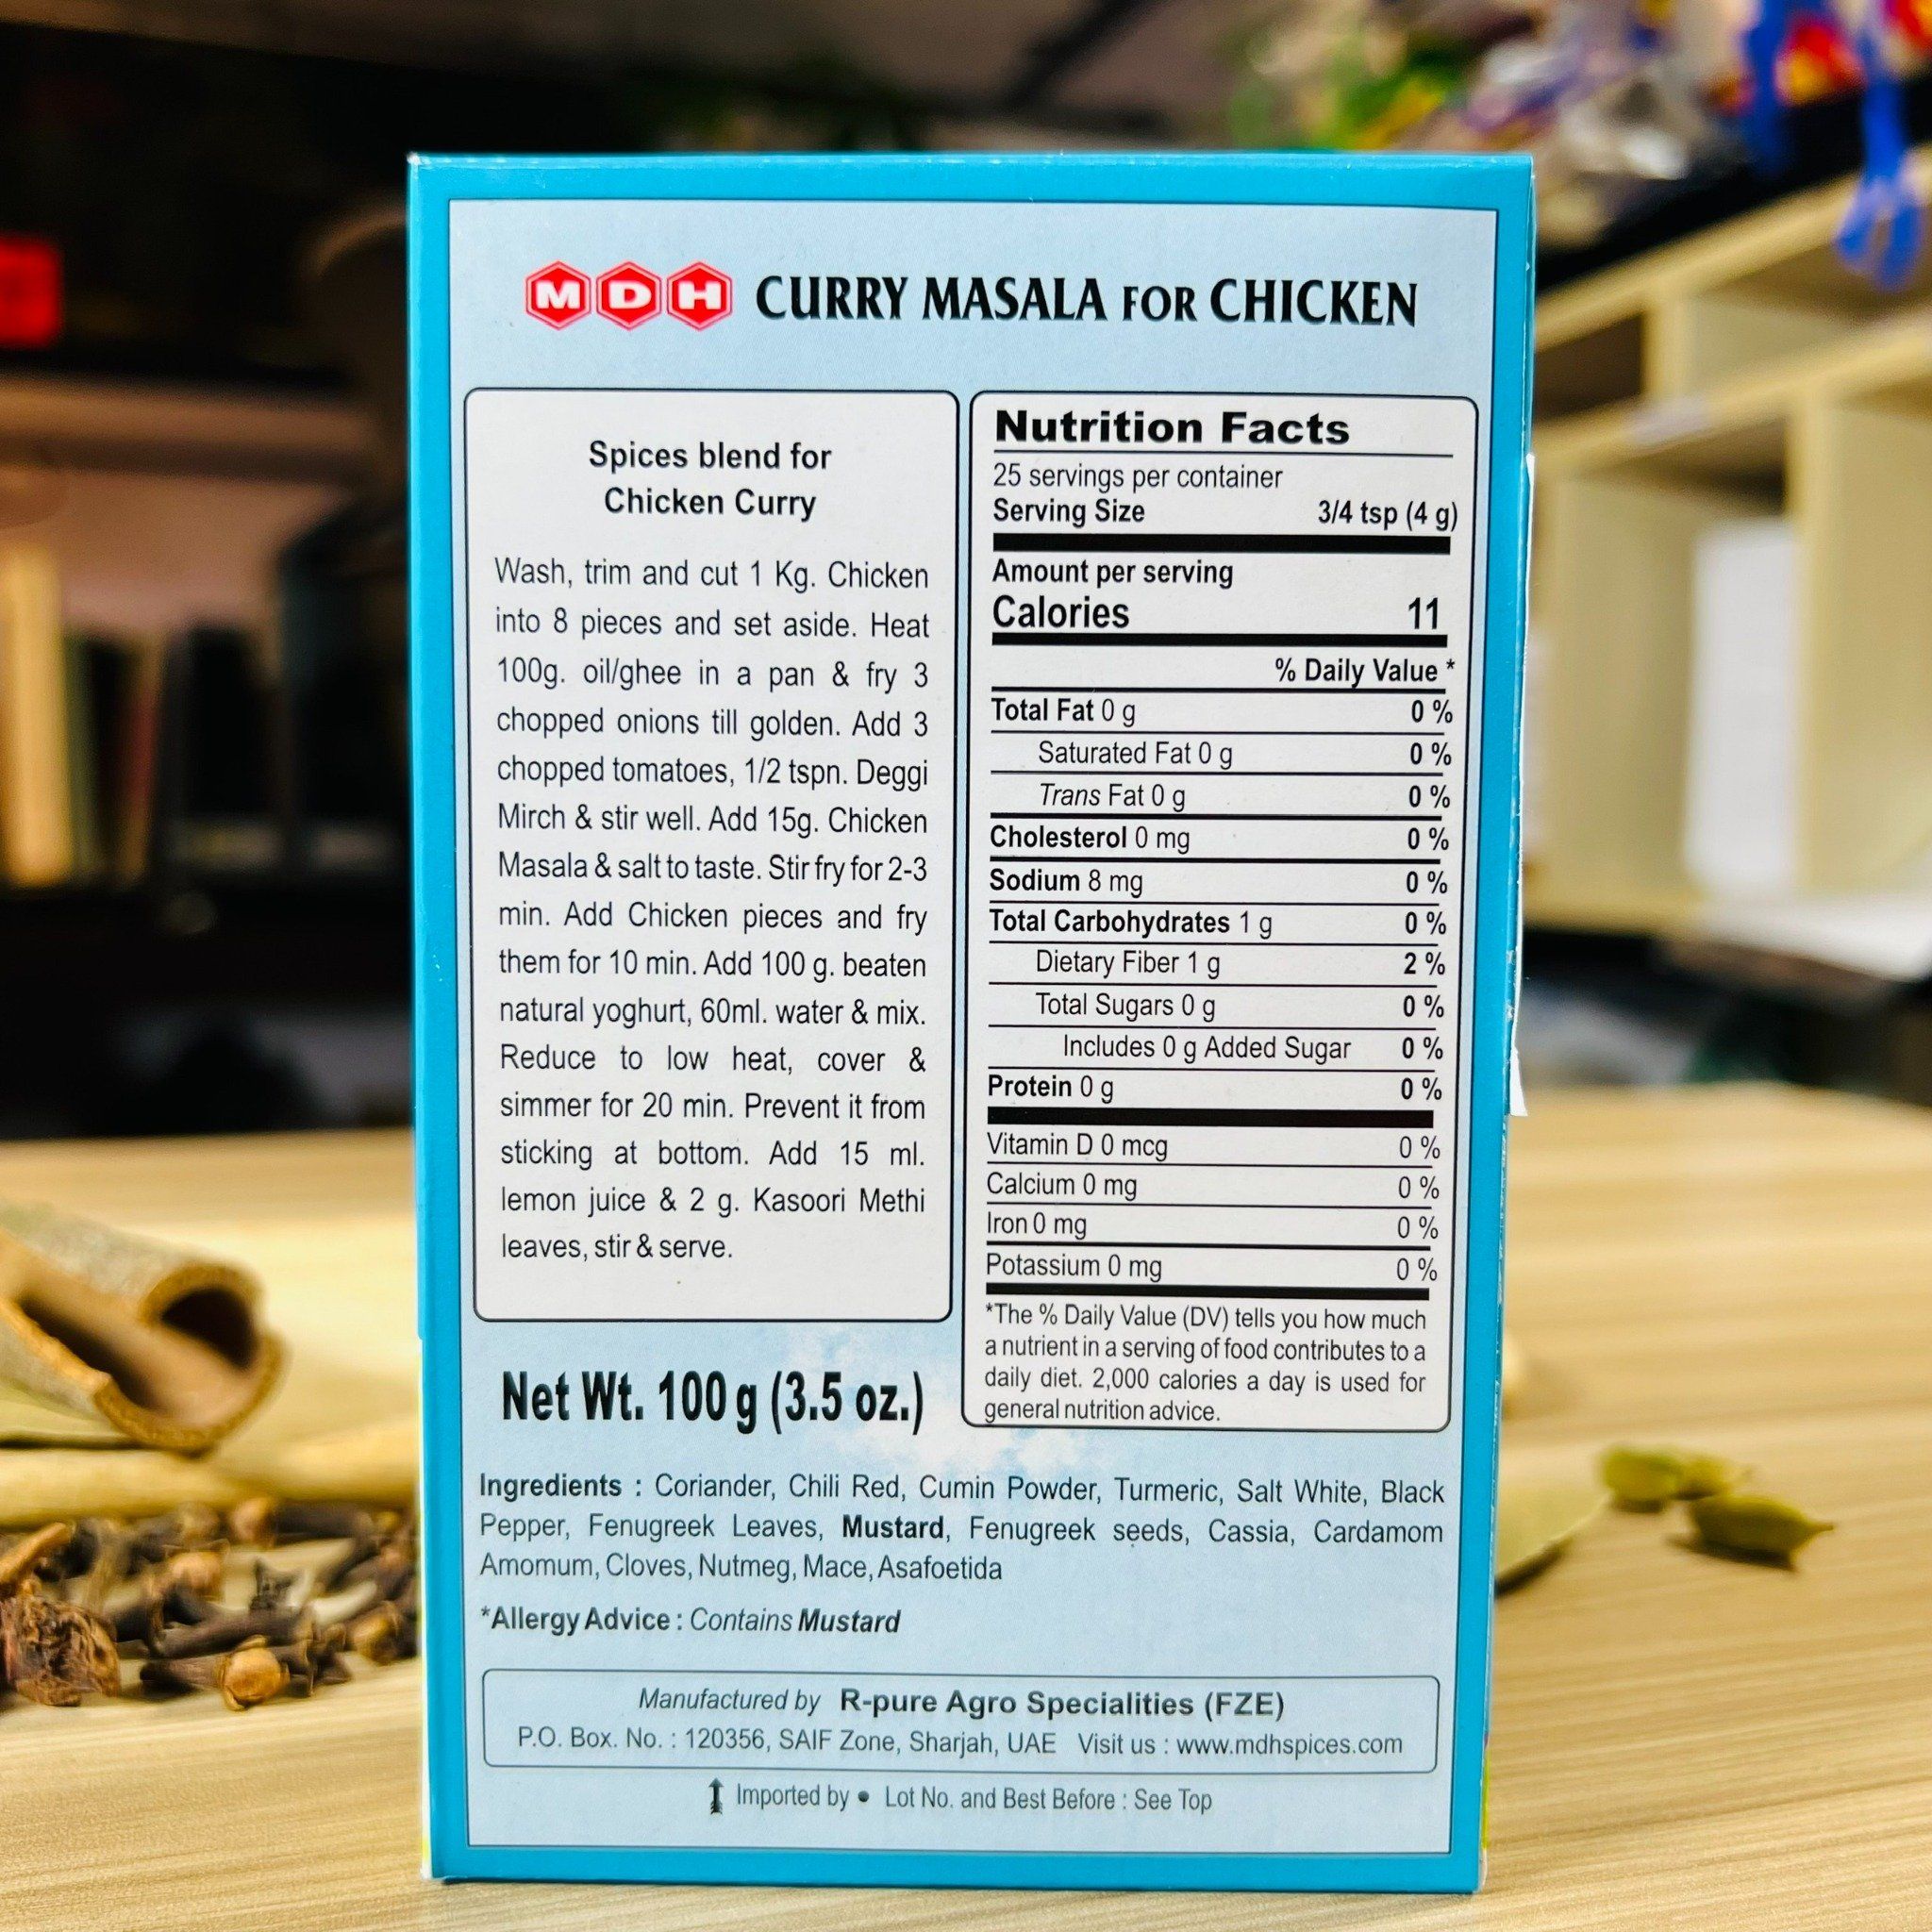 MDH CURRY MASALA FOR CHICKEN
Spices blend for
Chicken Curry
Wash, trim and cut 1 Kg. Chicken
into 8 pieces and set aside. Heat
100g. oil/ghee in a pan & fry 3
chopped onions till golden. Add 3
chopped tomatoes, 1/2 tspn. Deggi
Mirch & stir well. Add 15g. Chicken
Masala & salt to taste. Stir fry for 2-3
min. Add Chicken pieces and fry
them for 10 min. Add 100 g. beaten
natural yoghurt, 60ml. water & mix.
Reduce to low heat, cover &
simmer for 20 min. Prevent it from
sticking at bottom. Add 15 ml.
lemon juice & 2 g. Kasoori Methi
leaves, stir & serve.
Net Wt. 100 g (3.5 oz.)
Nutrition Facts
25 servings per container
Serving Size 3/4 tsp (4 g)
Amount per serving
Calories 11
% Daily Value *
Total Fat 0 g 0 %
Saturated Fat 0 g 0 %
Trans Fat 0 g 0 %
Cholesterol 0 mg 0 %
Sodium 8 mg 0 %
Total Carbohydrates 1 g 0 %
Dietary Fiber 1 g 2 %
Total Sugars 0 g 0 %
Includes 0 g Added Sugar 0 %
Protein 0 g 0 %
Vitamin D 0 mcg 0 %
Calcium 0 mg 0 %
Iron 0 mg 0 %
Potassium 0 mg 0 %
*The % Daily Value (DV) tells you how much
a nutrient in a serving of food contributes to a
daily diet. 2,000 calories a day is used for
general nutrition advice.
Ingredients : Coriander, Chili Red, Cumin Powder, Turmeric, Salt White, Black
Pepper, Fenugreek Leaves, Mustard, Fenugreek seeds, Cassia, Cardamom
Amomum, Cloves, Nutmeg, Mace, Asafoetida
*Allergy Advice : Contains Mustard
Manufactured by R-pure Agro Specialities (FZE)
P.O. Box. No. : 120356, SAIF Zone, Sharjah, UAE Visit us : www.mdhspices.com
Imported by • Lot No. and Best Before : See Top